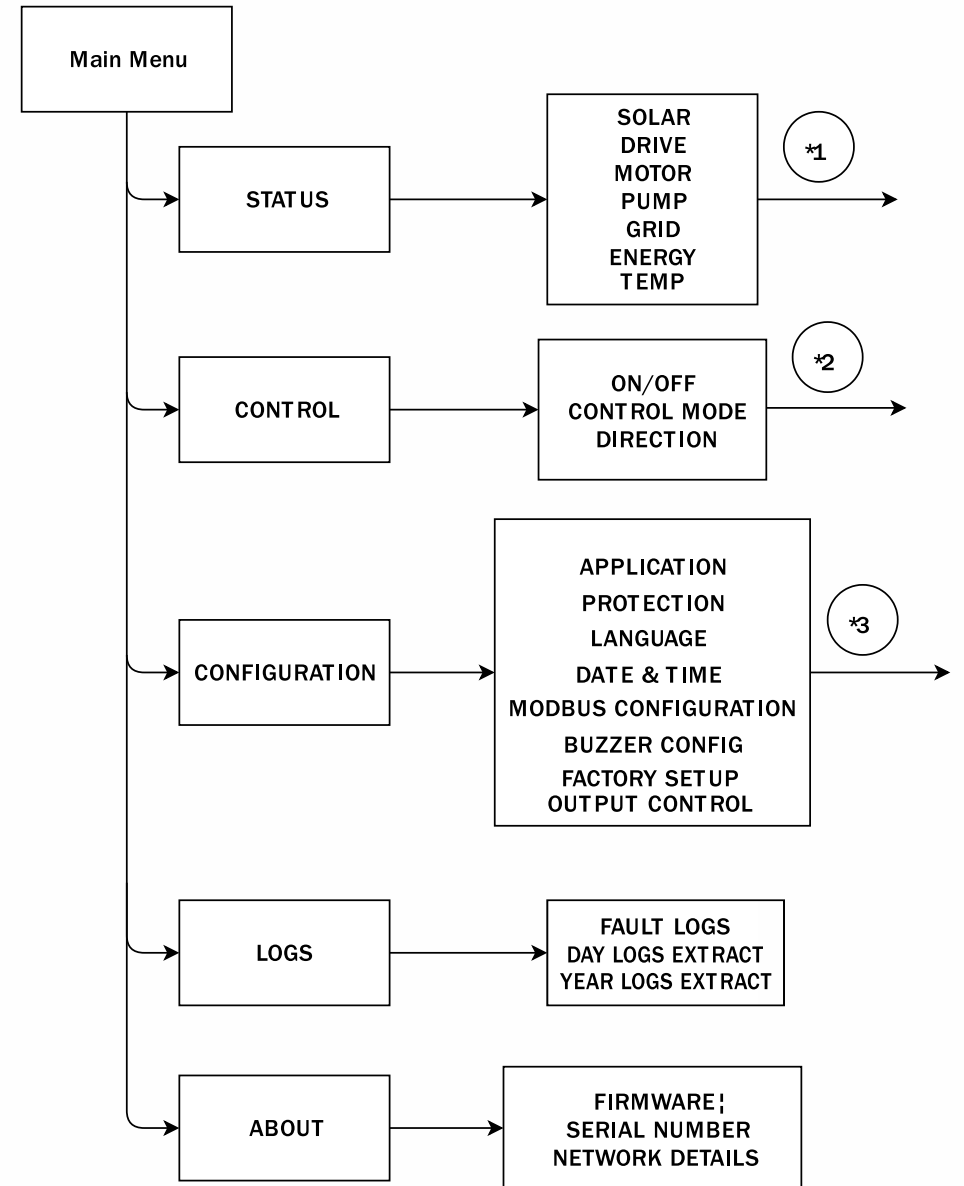 Main Menu
STATUS
SOLAR
DRIVE
MOTOR
PUMP
GRID
ENERGY
TEMP
*1
CONTROL
ON/OFF
CONTROL MODE
DIRECTION
*2
CONFIGURATION
APPLICATION
PROTECTION
LANGUAGE
DATE & TIME
MODBUS CONFIGURATION
BUZZER CONFIG
FACTORY SETUP
OUTPUT CONTROL
*3
LOGS
FAULT LOGS
DAY LOGS EXTRACT
YEAR LOGS EXTRACT
ABOUT
FIRMWARE¦
SERIAL NUMBER
NETWORK DETAILS